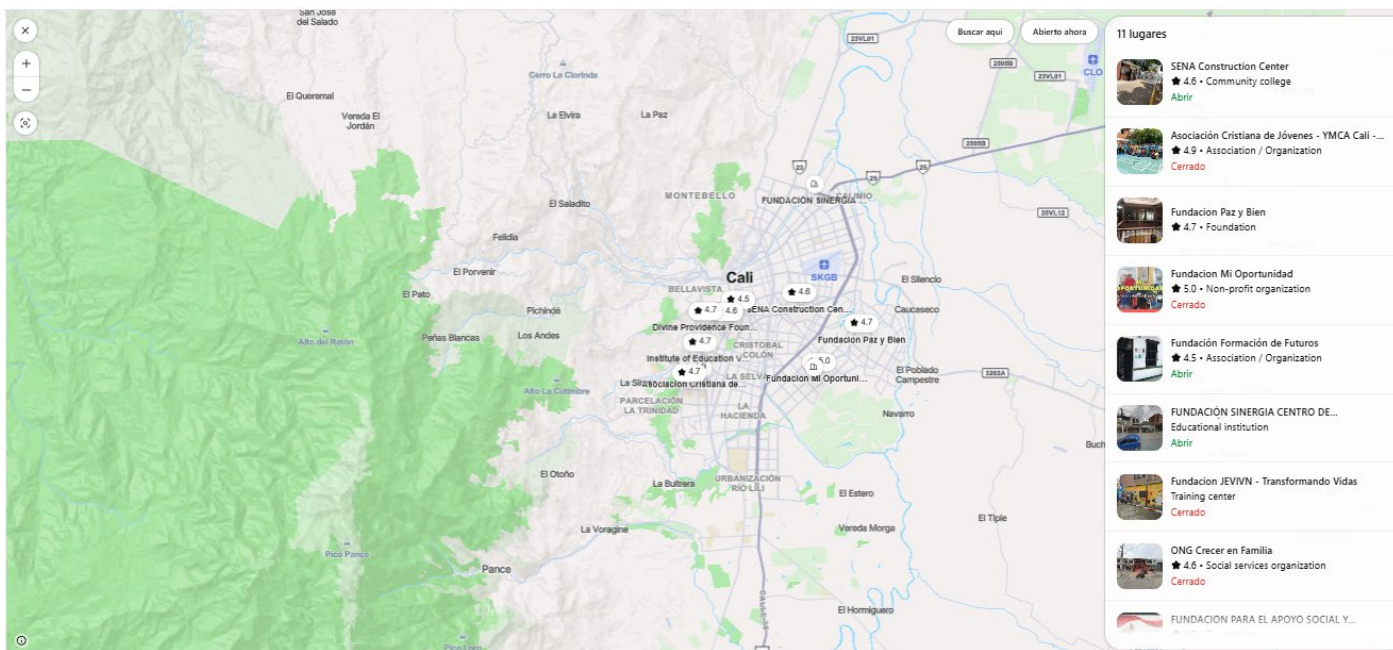 San José
del Salado
Buscar aquí
Abierto ahora
11 lugares
23VL01
2505B
CLO
23VL01
Cerro La Clorinda
El Queremal
Vereda El
Jordán
La Elvira
La Paz
2505B
23
25
25
MONTEBELLO
CALIMIO
FUNDACIÓN SINERGIA ...
El Saladito
20VL12
Felidia
El Porvenir
Cali
SKGB
El Silencio
BELLAVISTA
El Pato
4.6
4.5
Pichindé
4.7
4.6
SENA Construction Cen...
Caucaseco
Divine Providence Foun...
4.7
Alto del Ratón
Peñas Blancas
Los Andes
4.7
Fundacion Paz y Bien
CRISTOBAL
COLÓN
Institute of Education V...
5.0
4.7
LA SELVA
Fundacion Mi Oportuni...
Asociación Cristiana de...
El Poblado
Campestre
3202A
Alto La Cutimbre
PARCELACIÓN
LA TRINIDAD
LA
HACIENDA
Navarro
Buch
El Otoño
La Buitrera
URBANIZACIÓN
RÍO LILI
El Estero
El Tiple
La Voragine
Vereda Morga
Pico Pance
Pance
El Hormiguero
CALLE
Pico Loro
SENA Construction Center
4.6 • Community college
Abrir
Asociación Cristiana de Jóvenes - YMCA Cali -...
4.9 • Association / Organization
Cerrado
Fundacion Paz y Bien
4.7 • Foundation
Fundacion Mi Oportunidad
5.0 • Non-profit organization
Cerrado
Fundación Formación de Futuros
4.5 • Association / Organization
Abrir
FUNDACIÓN SINERGIA CENTRO DE...
Educational institution
Abrir
Fundacion JEVIVN - Transformando Vidas
Training center
Cerrado
ONG Crecer en Familia
4.6 • Social services organization
Cerrado
FUNDACION PARA EL APOYO SOCIAL Y...